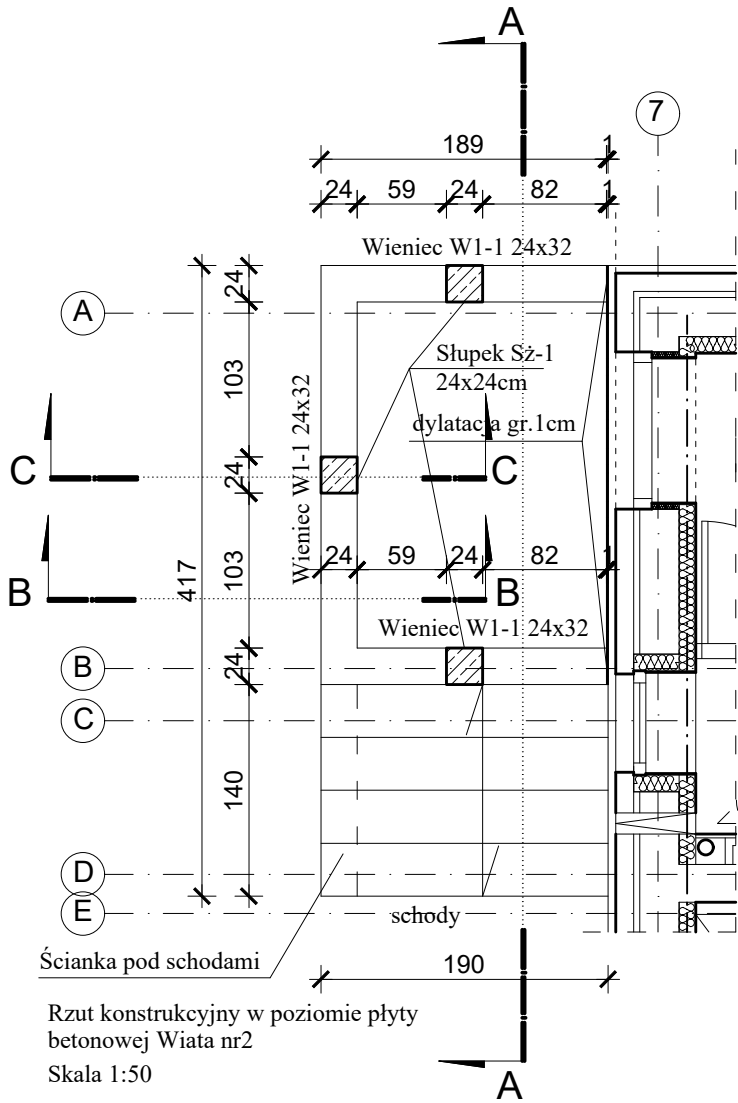 A
7
189
1
24
59
24
82
1
Wieniec W1-1 24x32
24
A
Słupek Sż-1
24x24cm
103
Wieniec W1-1 24x32
dylatacja gr.1cm
C
C
24
417
24
59
24
82
1
103
B
B
Wieniec W1-1 24x32
24
B
C
140
D
E
schody
Ścianka pod schodami
190
Rzut konstrukcyjny w poziomie płyty
betonowej Wiata nr2
Skala 1:50
A